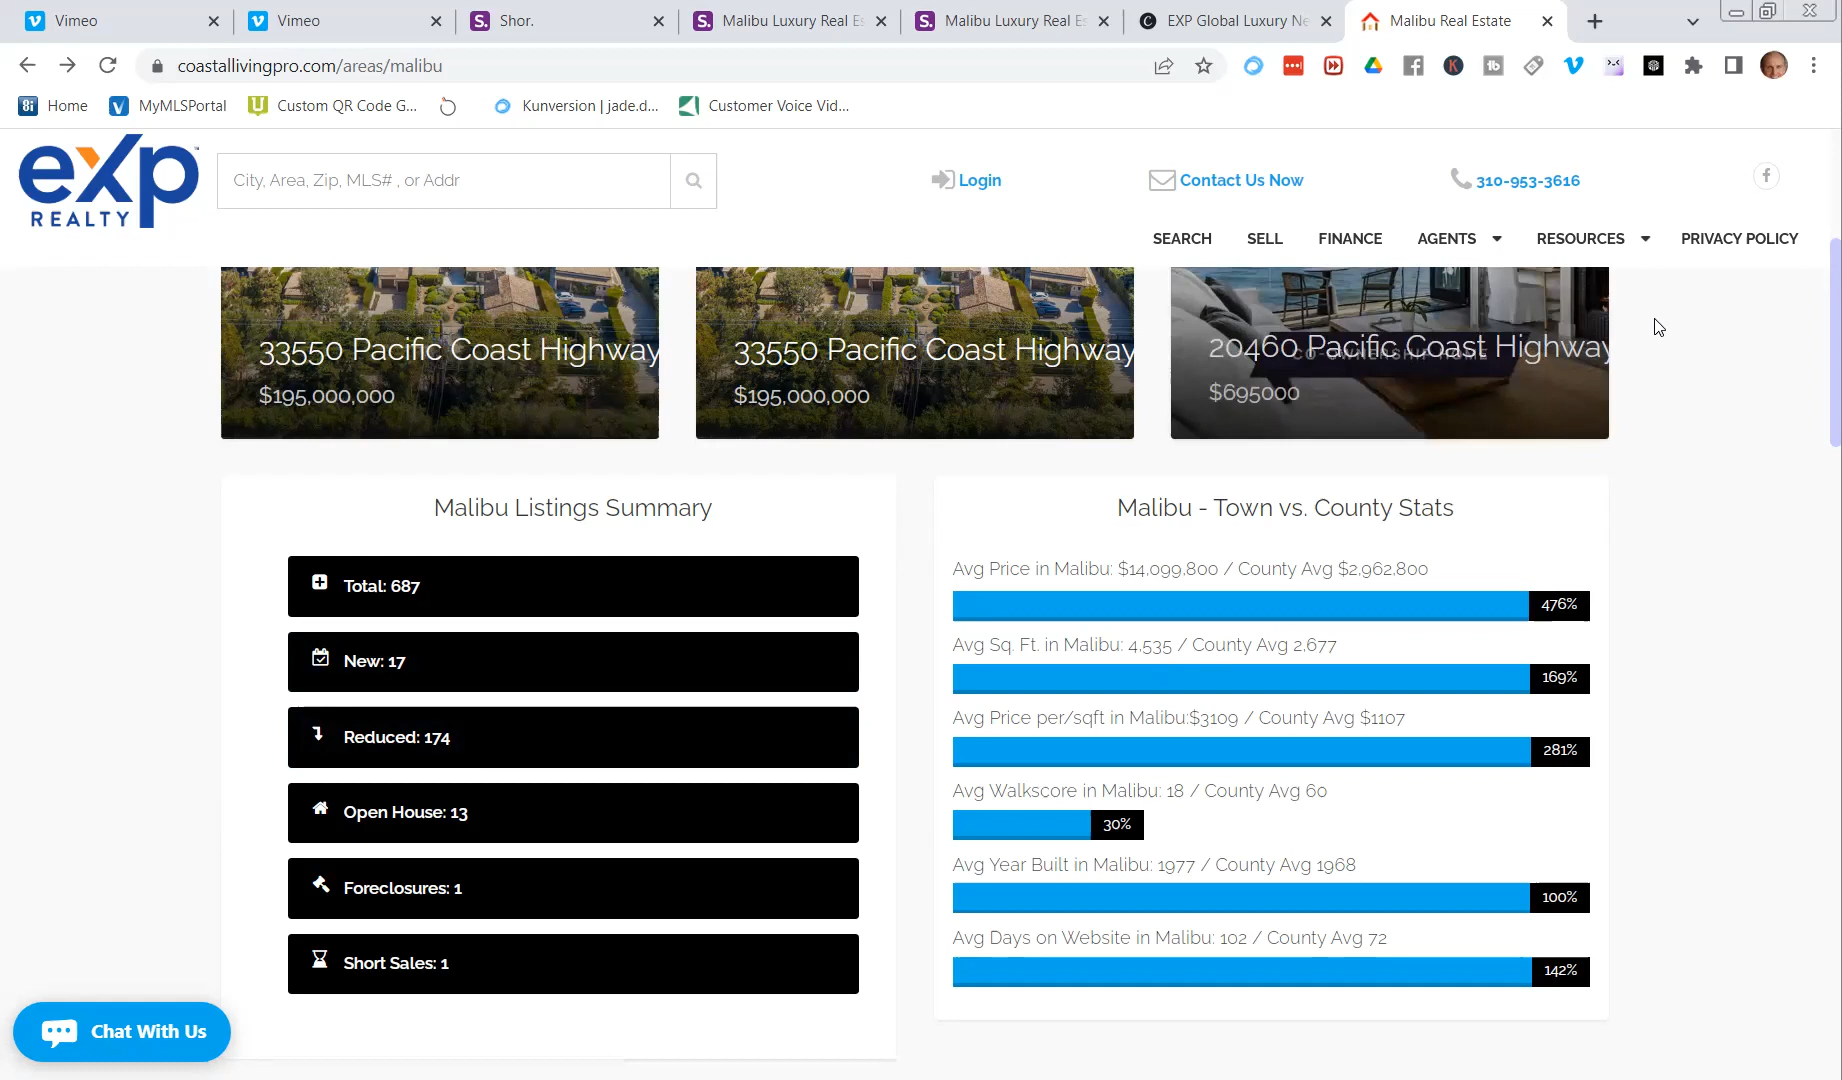 Vimeo
Vimeo
Shor.
Malibu Luxury Real Es
Malibu Luxury Real Es
EXP Global Luxury Ne
Malibu Real Estate
coastallivingpro.com/areas/malibu
Home
MyMLSPortal
Custom QR Code G...
Kunversion | jade.d...
Customer Voice Vid...
eXp
REALTY
City, Area, Zip, MLS# , or Addr
Login
Contact Us Now
310-953-3616
SEARCH
SELL
FINANCE
AGENTS
RESOURCES
PRIVACY POLICY
33550 Pacific Coast Highway
$195,000,000
33550 Pacific Coast Highway
$195,000,000
CO-OWNERSHIP HOME
20460 Pacific Coast Highway
$695000
Malibu Listings Summary
Total: 687
New: 17
Reduced: 174
Open House: 13
Foreclosures: 1
Short Sales: 1
Malibu - Town vs. County Stats
Avg Price in Malibu: $14,099,800 / County Avg $2,962,800
476%
Avg Sq. Ft. in Malibu: 4,535 / County Avg 2,677
169%
Avg Price per/sqft in Malibu:$3109 / County Avg $1107
281%
Avg Walkscore in Malibu: 18 / County Avg 60
30%
Avg Year Built in Malibu: 1977 / County Avg 1968
100%
Avg Days on Website in Malibu: 102 / County Avg 72
142%
Chat With Us